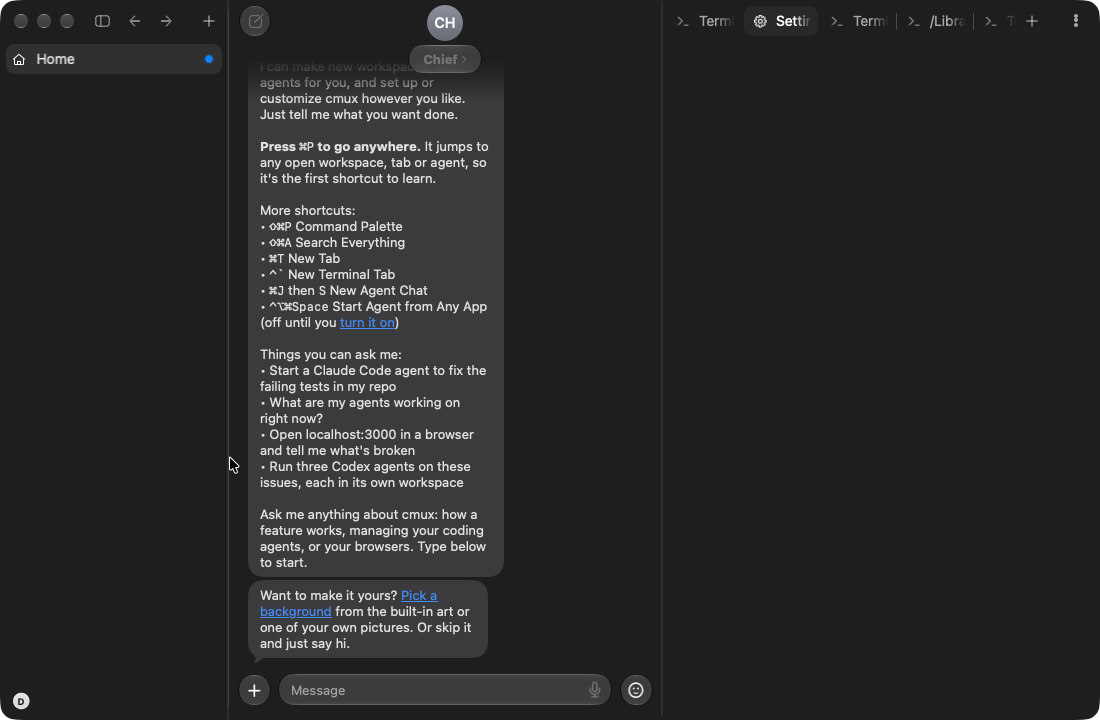 CH
Termi
Settin
Termi
/Libra
Home
Chief ›
I can make new workspac
agents for you, and set up or
customize cmux however you like.
Just tell me what you want done.
Press ⌘P to go anywhere. It jumps to
any open workspace, tab or agent, so
it's the first shortcut to learn.
More shortcuts:
• ⇧⌘P Command Palette
• ⇧⌘A Search Everything
• ⌘T New Tab
• ^` New Terminal Tab
• ⌘J then S New Agent Chat
• ^⌥⌘Space Start Agent from Any App
(off until you turn it on)
Things you can ask me:
• Start a Claude Code agent to fix the
failing tests in my repo
• What are my agents working on
right now?
• Open localhost:3000 in a browser
and tell me what's broken
• Run three Codex agents on these
issues, each in its own workspace
Ask me anything about cmux: how a
feature works, managing your coding
agents, or your browsers. Type below
to start.
Want to make it yours? Pick a
background from the built-in art or
one of your own pictures. Or skip it
and just say hi.
Message
D